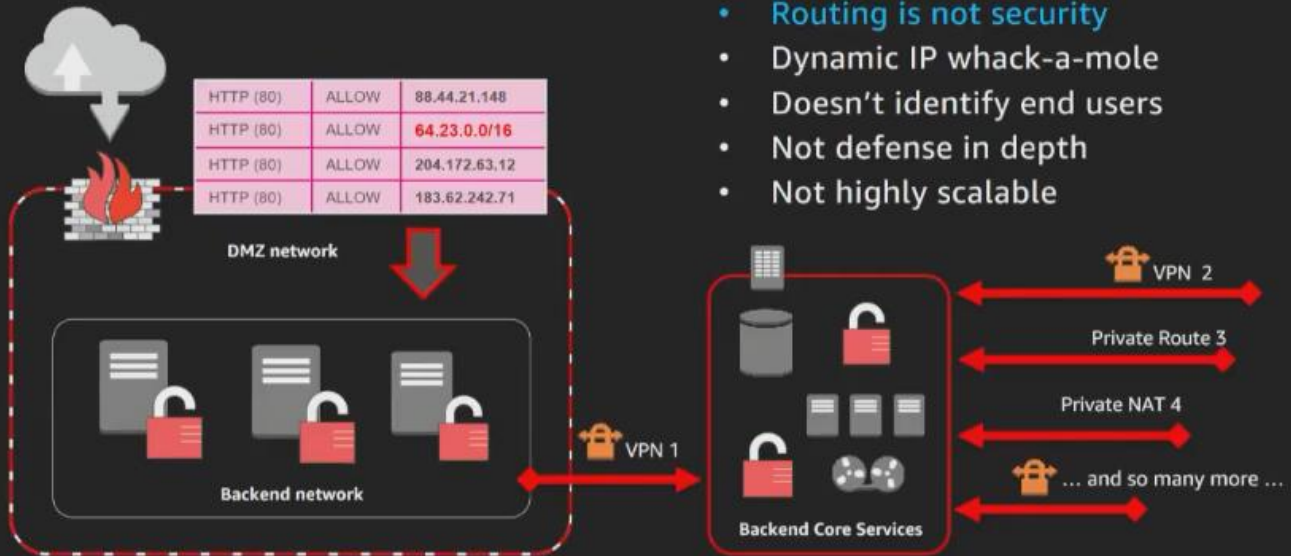 • Routing is not security
• Dynamic IP whack-a-mole
• Doesn't identify end users
• Not defense in depth
• Not highly scalable
HTTP (80) ALLOW 88.44.21.148
HTTP (80) ALLOW 64.23.0.0/16
HTTP (80) ALLOW 204.172.63.12
HTTP (80) ALLOW 183.62.242.71
DMZ network
Backend network
VPN 1
Backend Core Services
VPN 2
Private Route 3
Private NAT 4
... and so many more ...